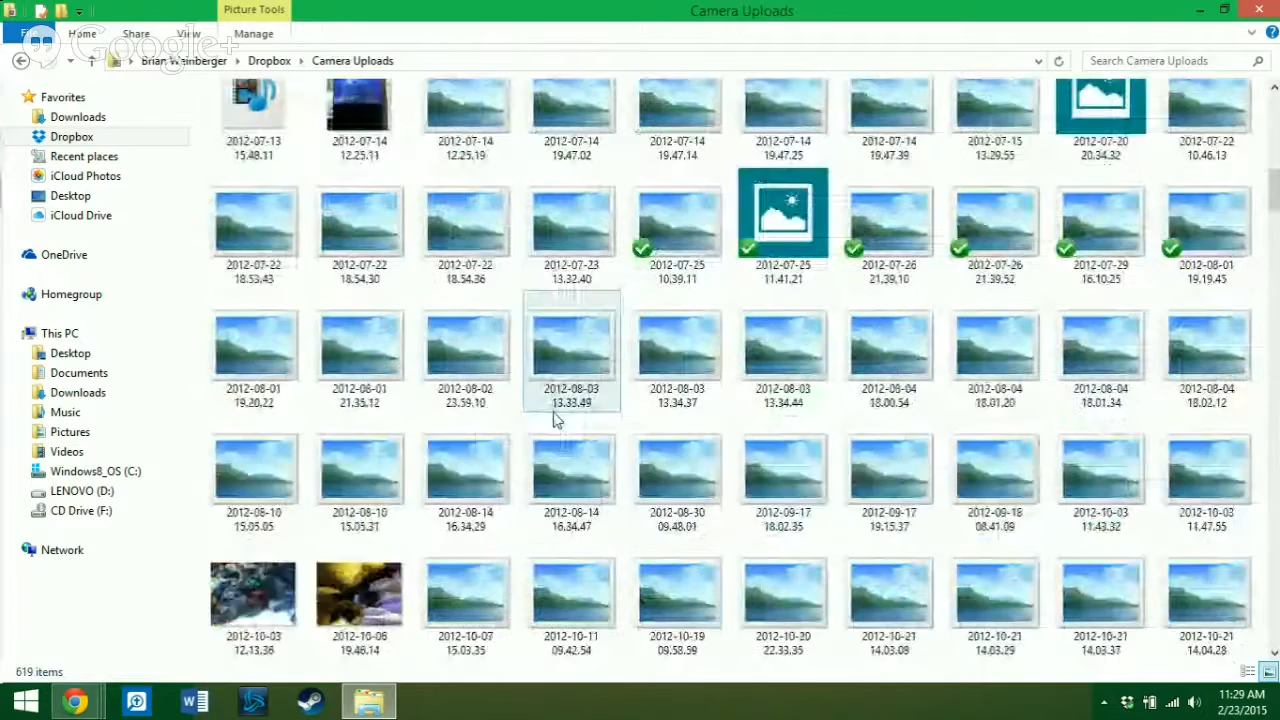 Picture Tools
Camera Uploads
File Home Share View Manage
Google+
Brian Weinberger Dropbox Camera Uploads
Search Camera Uploads
Favorites
Downloads
Dropbox
Recent places
iCloud Photos
Desktop
iCloud Drive
OneDrive
Homegroup
This PC
Desktop
Documents
Downloads
Music
Pictures
Videos
Windows8_OS (C:)
LENOVO (D:)
CD Drive (F:)
Network
2012-07-13 2012-07-14 2012-07-14 2012-07-14 2012-07-14 2012-07-14 2012-07-14 2012-07-15 2012-07-20 2012-07-22
15.48.11 12.25.11 12.25.19 19.47.02 19.47.14 19.47.25 19.47.39 13.29.55 20.34.32 10.46.13
2012-07-22 2012-07-22 2012-07-22 2012-07-23 2012-07-25 2012-07-25 2012-07-26 2012-07-26 2012-07-29 2012-08-01
18.53.43 18.54.30 18.54.36 13.32.40 10.39.11 11.41.21 21.39.10 21.39.52 16.10.25 19.19.45
2012-08-01 2012-08-01 2012-08-02 2012-08-03 2012-08-03 2012-08-03 2012-08-04 2012-08-04 2012-08-04 2012-08-04
19.20.22 21.35.12 23.59.10 13.33.49 13.34.37 13.34.44 18.00.54 18.01.20 18.01.34 18.02.12
2012-08-10 2012-08-10 2012-08-14 2012-08-14 2012-08-30 2012-09-17 2012-09-17 2012-09-18 2012-10-03 2012-10-03
15.05.05 15.05.31 16.34.29 16.34.47 09.48.01 18.02.35 19.15.37 08.41.09 11.43.32 11.47.55
2012-10-03 2012-10-06 2012-10-07 2012-10-11 2012-10-19 2012-10-20 2012-10-21 2012-10-21 2012-10-21 2012-10-21
12.13.36 19.46.14 15.03.35 09.42.54 09.58.59 22.33.35 14.03.08 14.03.29 14.03.37 14.04.28
619 items
11:29 AM
2/23/2015